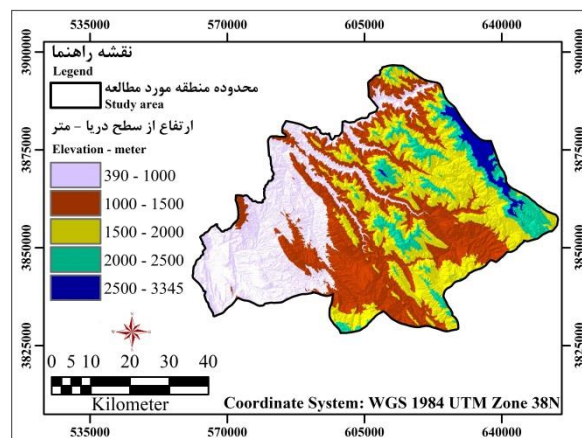 535000 570000 605000 640000
3900000
3875000
3850000
3825000
نقشه راهنما
Legend
محدوده منطقه مورد مطالعه
Study area
ارتفاع از سطح دریا - متر
Elevation - meter
390 - 1000
1000 - 1500
1500 - 2000
2000 - 2500
2500 - 3345
0 5 10 20 30 40
Kilometer
Coordinate System: WGS 1984 UTM Zone 38N
3900000
3875000
3850000
3825000
535000 570000 605000 640000